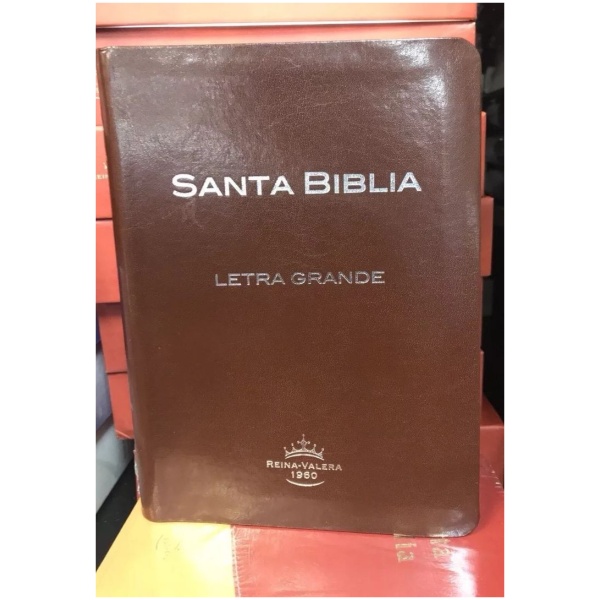 SANTA BIBLIA
LETRA GRANDE
REINA-VALERA
1960